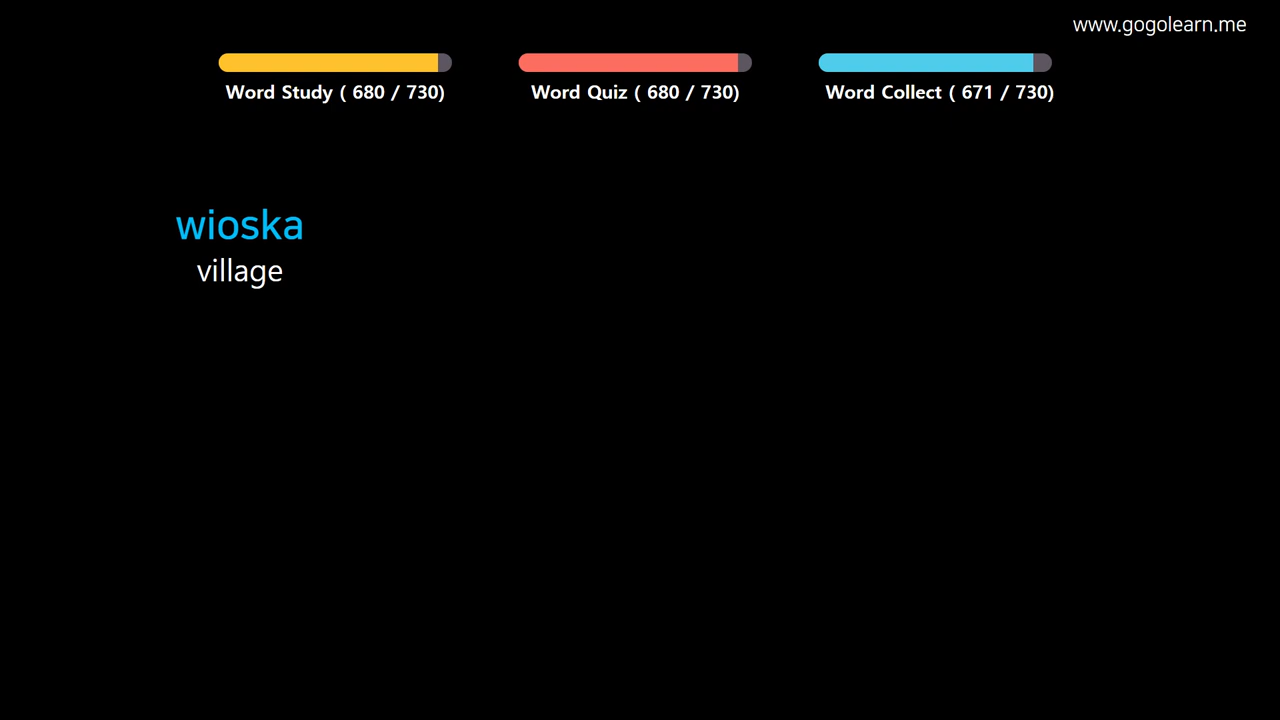 www.gogolearn.me
Word Study ( 680 / 730)
Word Quiz ( 680 / 730)
Word Collect ( 671 / 730)
wioska
village